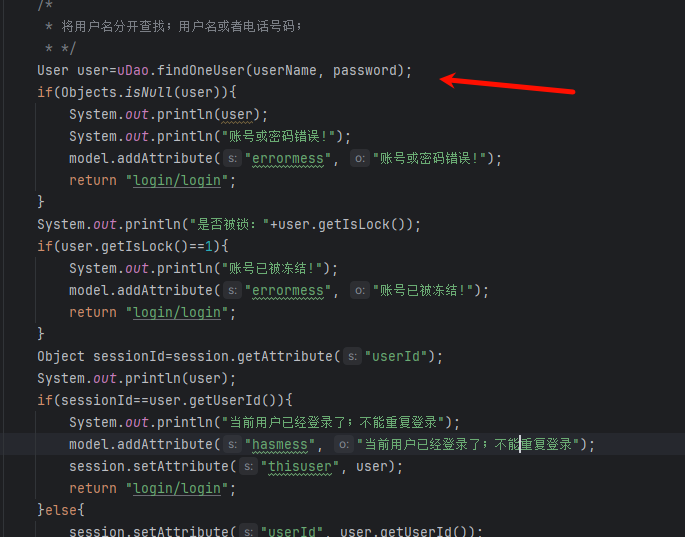 /*
* 将用户名分开查找；用户名或者电话号码；
* */
User user=uDao.findOneUser(userName, password);
if(Objects.isNull(user)){
System.out.println(user);
System.out.println("账号或密码错误!");
model.addAttribute( s: "errormess", o: "账号或密码错误!");
return "login/login";
}
System.out.println("是否被锁："+user.getIsLock());
if(user.getIsLock()==1){
System.out.println("账号已被冻结!");
model.addAttribute( s: "errormess", o: "账号已被冻结!");
return "login/login";
}
Object sessionId=session.getAttribute( s: "userId");
System.out.println(user);
if(sessionId==user.getUserId()){
System.out.println("当前用户已经登录了；不能重复登录");
model.addAttribute( s: "hasmess", o: "当前用户已经登录了；不能重复登录");
session.setAttribute( s: "thisuser", user);
return "login/login";
}else{
session.setAttribute( s: "userId", user.getUserId());